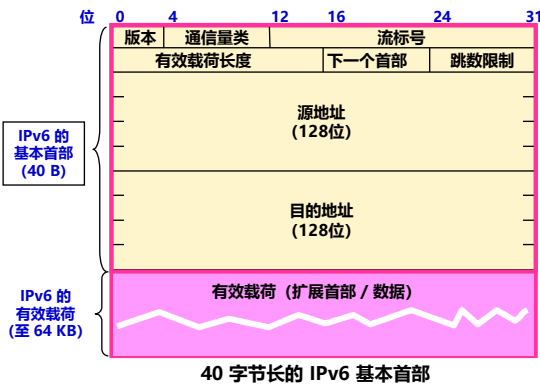 位 0 4 12 16 24 31
版本 通信量类 流标号
有效载荷长度 下一个首部 跳数限制
源地址
(128位)
IPv6 的
基本首部
(40 B)
目的地址
(128位)
有效载荷（扩展首部 / 数据）
IPv6 的
有效载荷
(至 64 KB)
40 字节长的 IPv6 基本首部